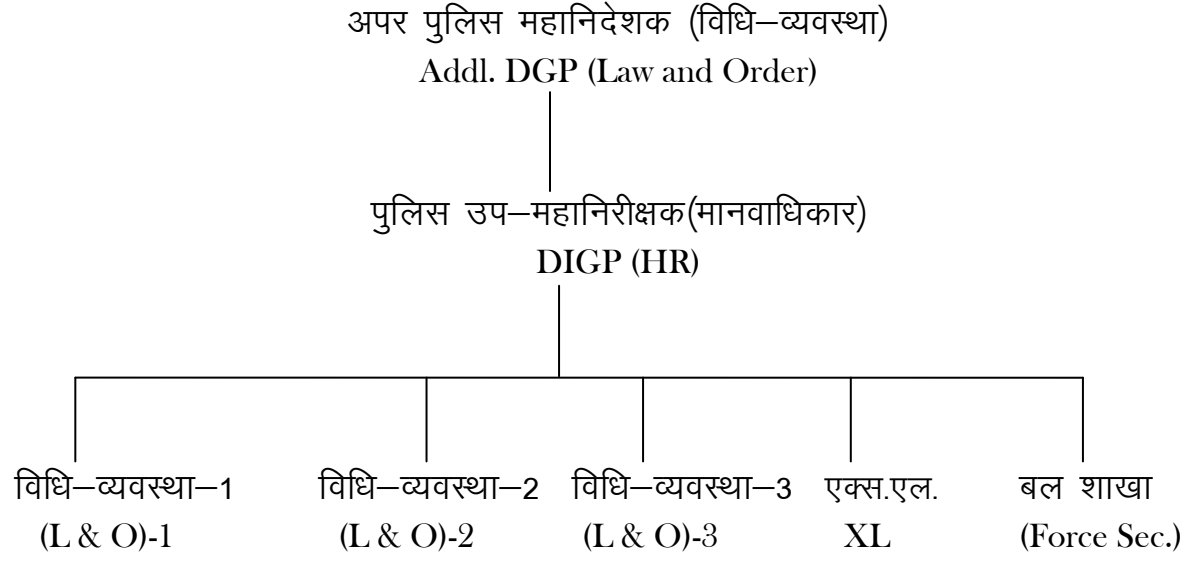 अपर पुलिस महानिदेशक (विधि–व्यवस्था)
Addl. DGP (Law and Order)
पुलिस उप–महानिरीक्षक(मानवाधिकार)
DIGP (HR)
विधि–व्यवस्था–1
(L & O)-1
विधि–व्यवस्था–2
(L & O)-2
विधि–व्यवस्था–3
(L & O)-3
एक्स.एल.
XL
बल शाखा
(Force Sec.)